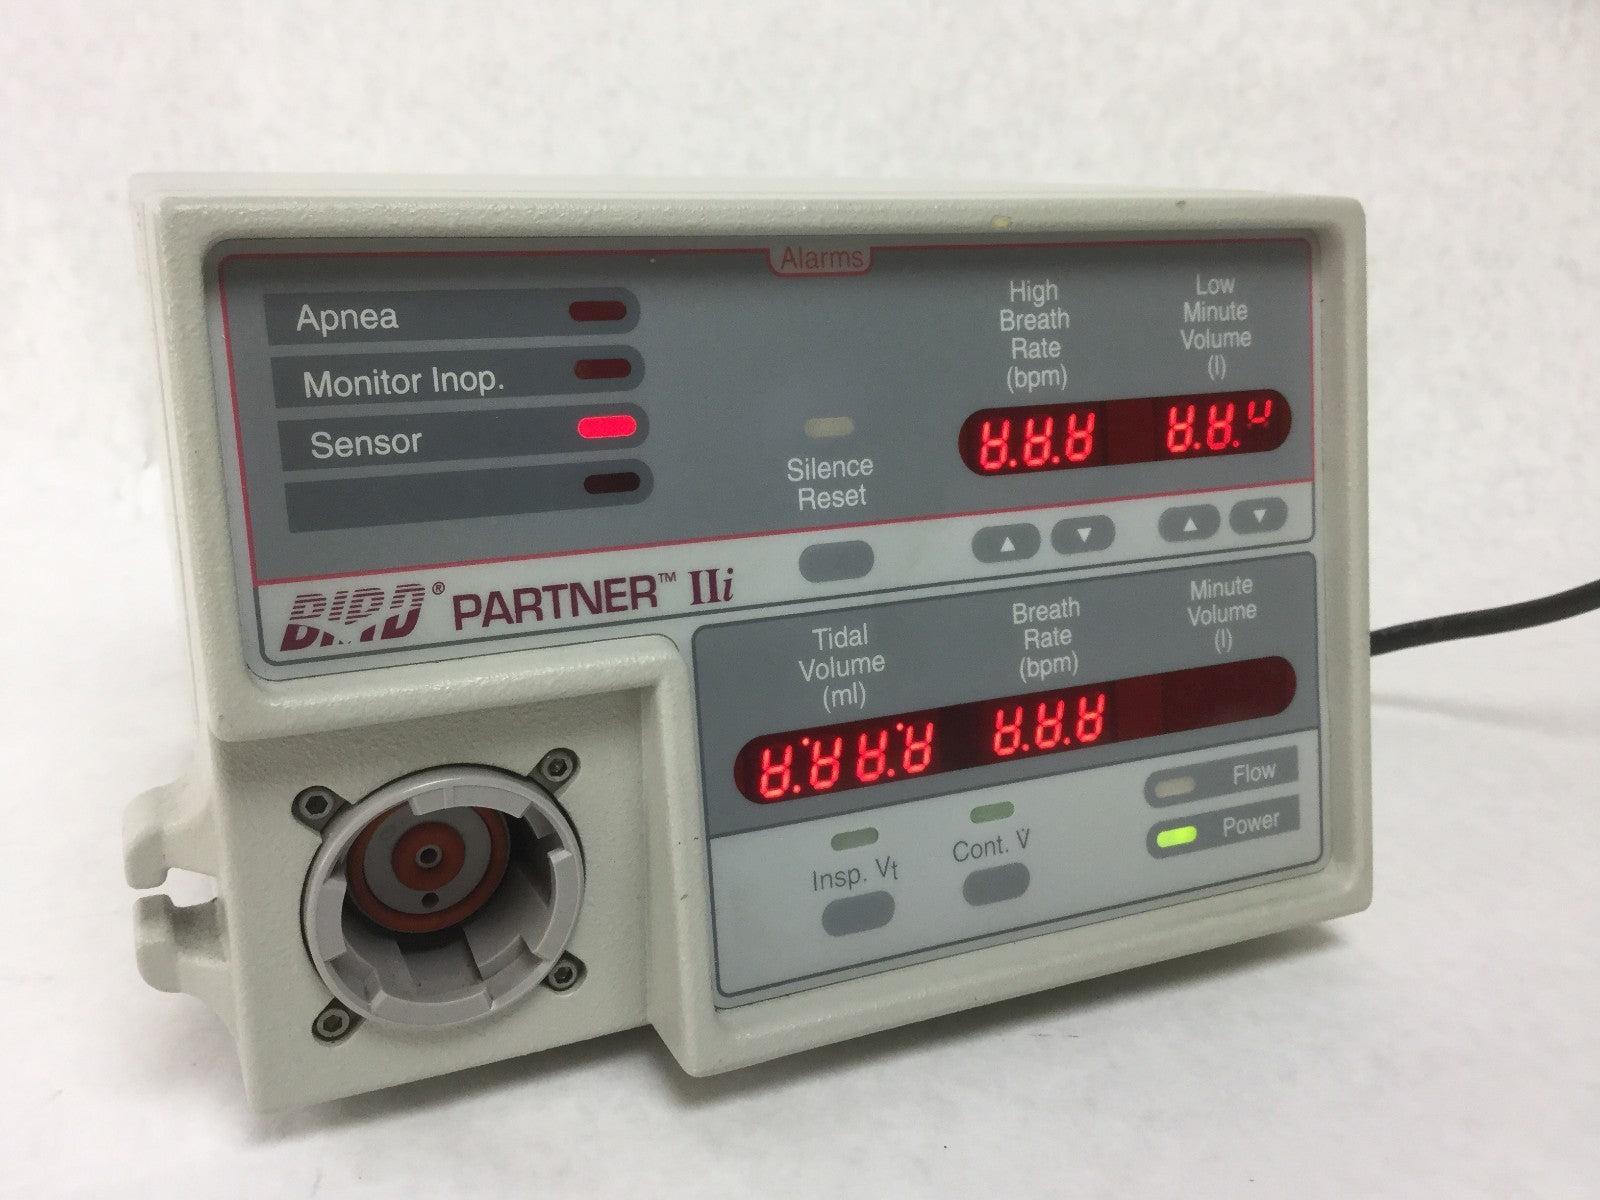 Alarms
Apnea
Monitor Inop.
Sensor
Silence
Reset
High
Breath
Rate
(bpm)
Low
Minute
Volume
(l)
BIRD® PARTNER™ IIi
Tidal
Volume
(ml)
Breath
Rate
(bpm)
Minute
Volume
(l)
Insp. Vt
Cont. V̇
Flow
Power